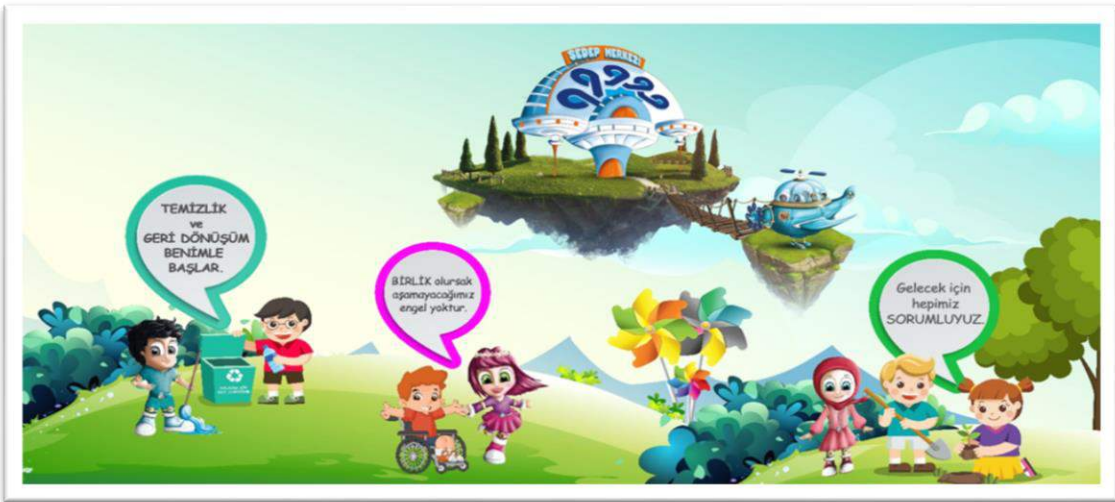 SEDEP MERKEZİ
TEMİZLİK
ve
GERİ DÖNÜŞÜM
BENİMLE
BAŞLAR.
BİRLİK olursak
aşamayacağımız
engel yoktur.
Gelecek için
hepimiz
SORUMLUYUZ.